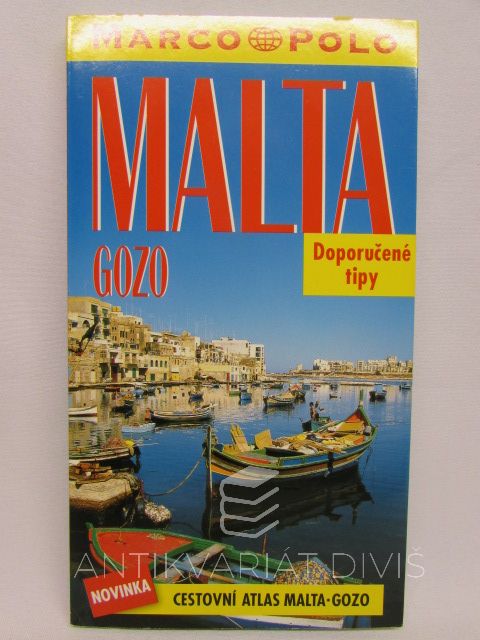 MARCO POLO
MALTA
GOZO
Doporučené
tipy
ANTIKVARIÁT DIVIŠ
NOVINKA
CESTOVNÍ ATLAS MALTA-GOZO